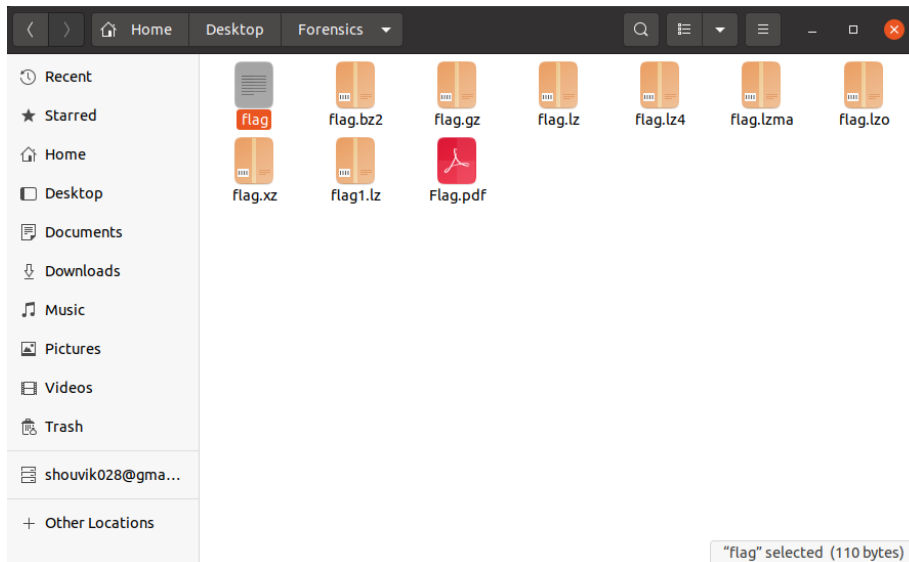 Home Desktop Forensics
Recent
Starred
Home
Desktop
Documents
Downloads
Music
Pictures
Videos
Trash
shouvik028@gma...
+ Other Locations
flag flag.bz2 flag.gz flag.lz flag.lz4 flag.lzma flag.lzo
flag.xz flag1.lz Flag.pdf
“flag” selected (110 bytes)